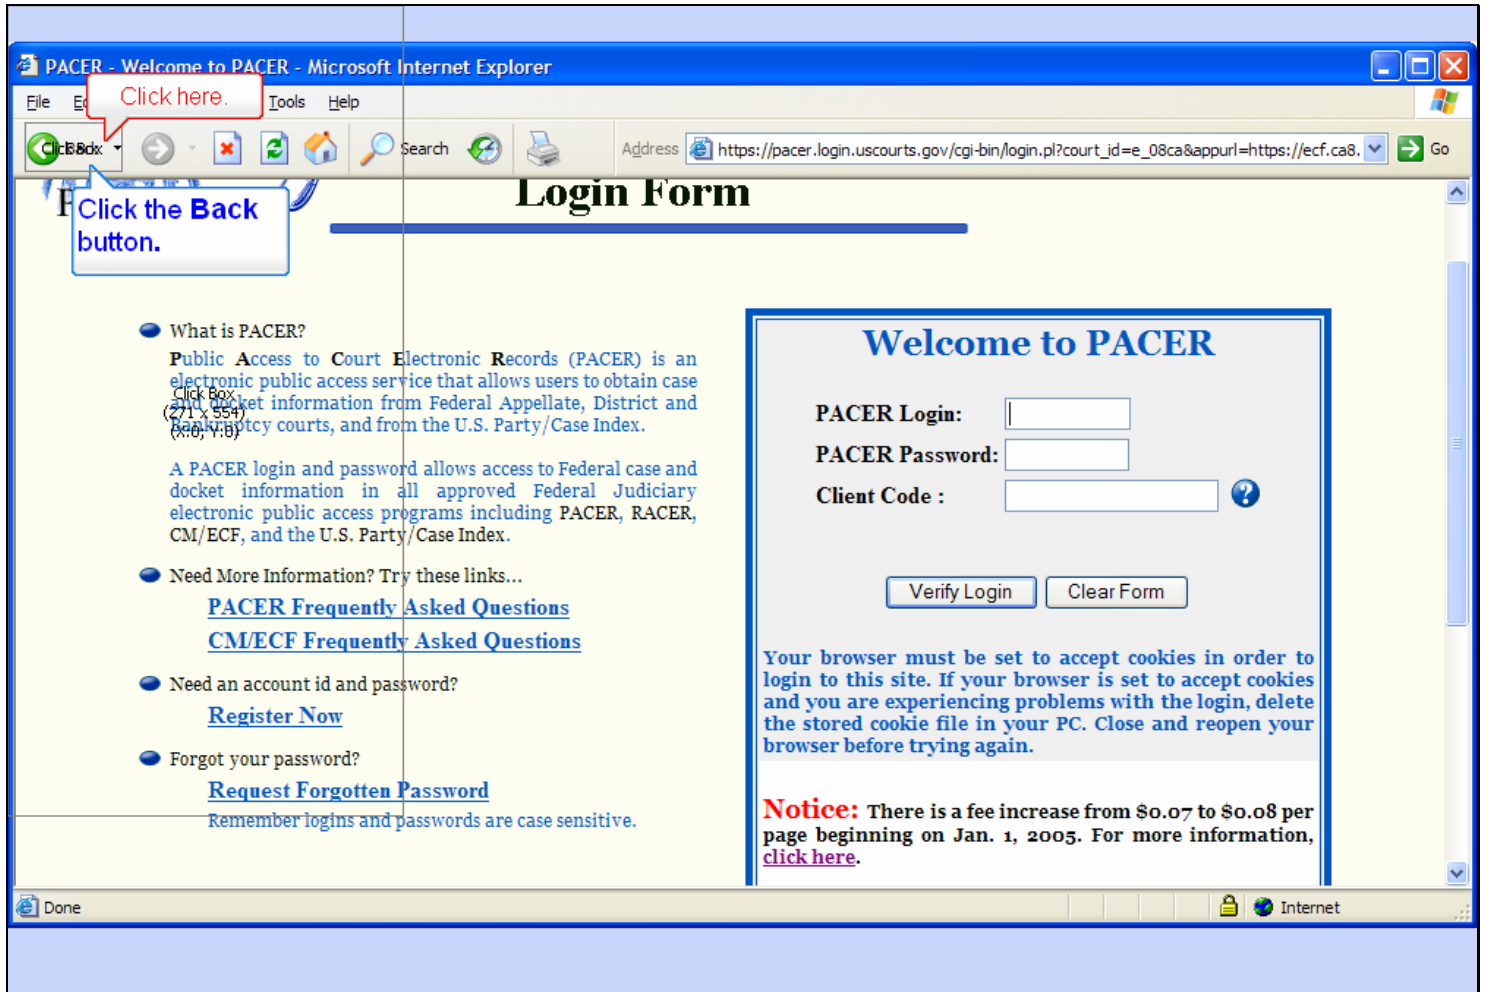 PACER - Welcome to PACER - Microsoft Internet Explorer
Click here.
File Tools Help
Back Search Address https://pacer.login.uscourts.gov/cgi-bin/login.pl?court_id=e_08ca&appurl=https://ecf.ca8. Go
Click the Back
button.
Login Form
What is PACER?
Public Access to Court Electronic Records (PACER) is an
electronic public access service that allows users to obtain case
and docket information from Federal Appellate, District and
Bankruptcy courts, and from the U.S. Party/Case Index.
Click Box
(271 x 554)
(X:0, Y:0)
A PACER login and password allows access to Federal case and
docket information in all approved Federal Judiciary
electronic public access programs including PACER, RACER,
CM/ECF, and the U.S. Party/Case Index.
Need More Information? Try these links...
PACER Frequently Asked Questions
CM/ECF Frequently Asked Questions
Need an account id and password?
Register Now
Forgot your password?
Request Forgotten Password
Remember logins and passwords are case sensitive.
Welcome to PACER
PACER Login:
PACER Password:
Client Code :
?
Verify Login Clear Form
Your browser must be set to accept cookies in order to
login to this site. If your browser is set to accept cookies
and you are experiencing problems with the login, delete
the stored cookie file in your PC. Close and reopen your
browser before trying again.
Notice: There is a fee increase from $0.07 to $0.08 per
page beginning on Jan. 1, 2005. For more information,
click here.
Done Internet